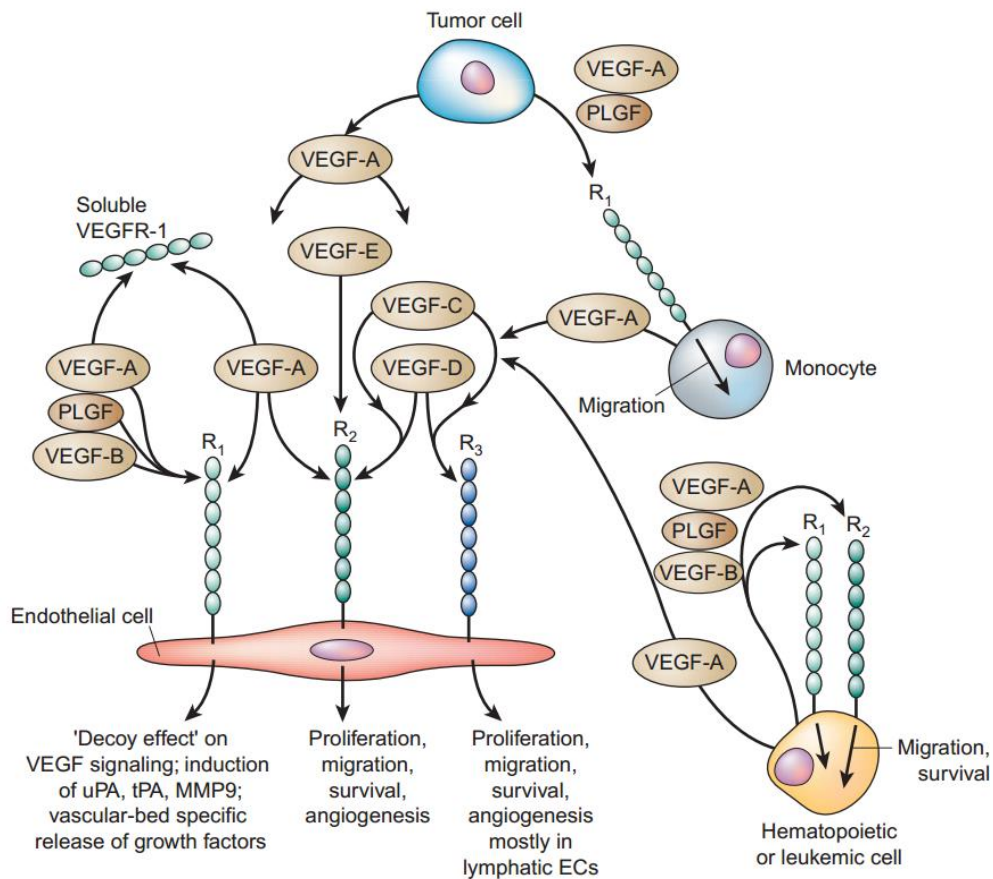 Tumor cell
VEGF-A
PLGF
VEGF-A
R1
Soluble
VEGFR-1
VEGF-E
VEGF-C
VEGF-A
VEGF-A
VEGF-A
VEGF-D
Monocyte
PLGF
Migration
VEGF-B
R1
R2
R3
VEGF-A
PLGF
R1
R2
VEGF-B
Endothelial cell
VEGF-A
'Decoy effect' on
VEGF signaling; induction
of uPA, tPA, MMP9;
vascular-bed specific
release of growth factors
Proliferation,
migration,
survival,
angiogenesis
Proliferation,
migration,
survival,
angiogenesis
mostly in
lymphatic ECs
Migration,
survival
Hematopoietic
or leukemic cell